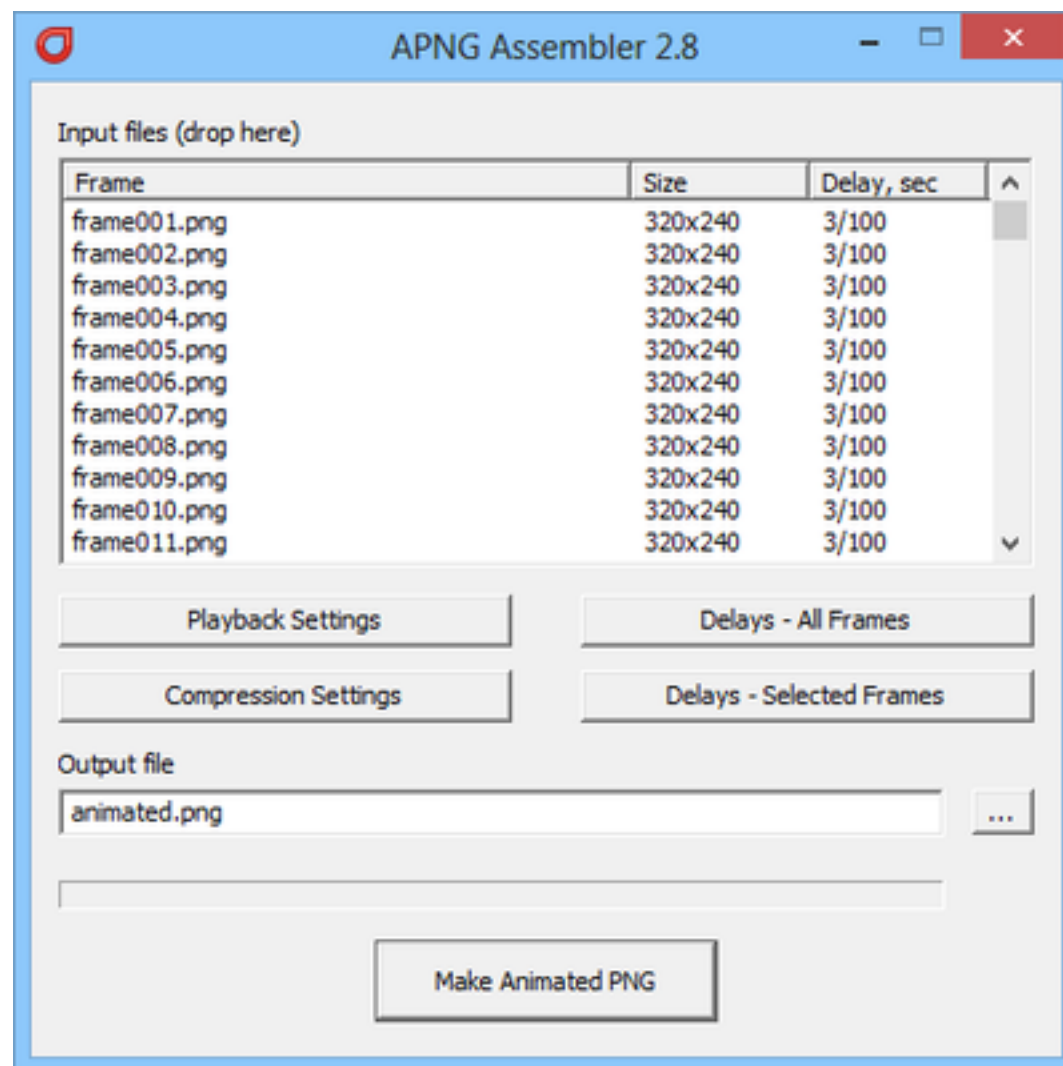 APNG Assembler 2.8
Input files (drop here)
Frame Size Delay, sec
frame001.png 320x240 3/100
frame002.png 320x240 3/100
frame003.png 320x240 3/100
frame004.png 320x240 3/100
frame005.png 320x240 3/100
frame006.png 320x240 3/100
frame007.png 320x240 3/100
frame008.png 320x240 3/100
frame009.png 320x240 3/100
frame010.png 320x240 3/100
frame011.png 320x240 3/100
Playback Settings Delays - All Frames
Compression Settings Delays - Selected Frames
Output file
animated.png ...
Make Animated PNG